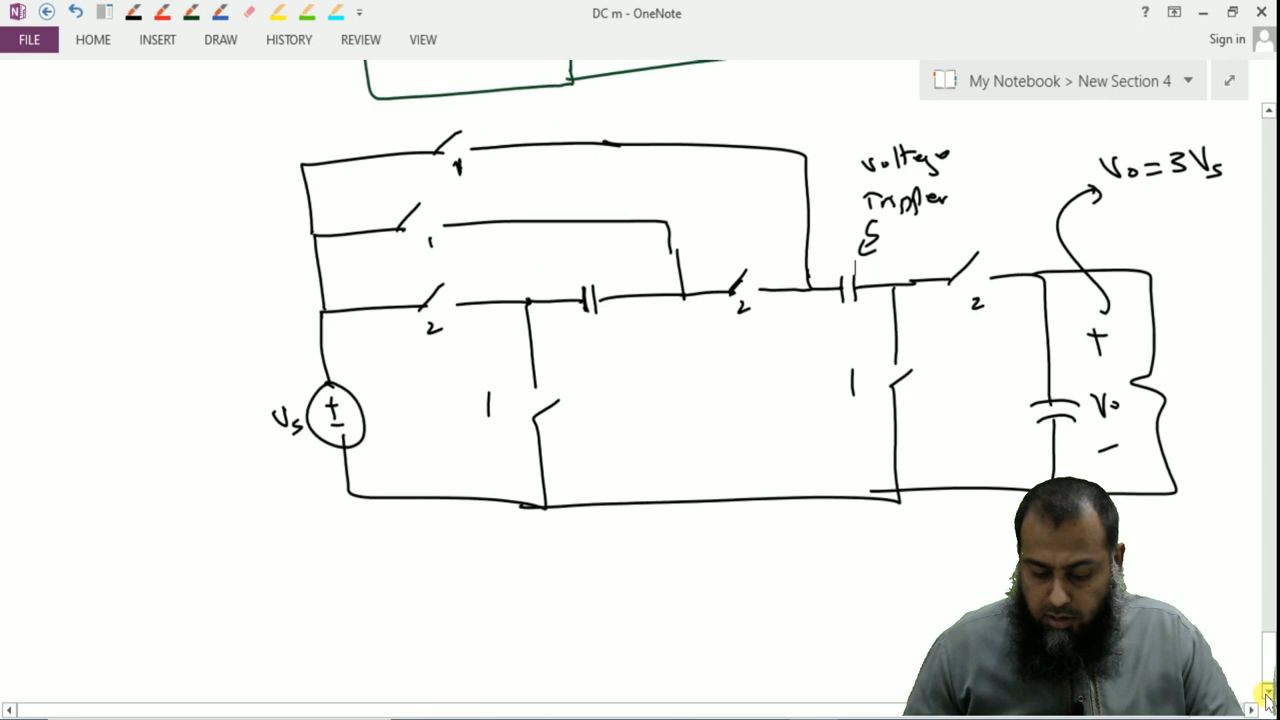 DC m - OneNote
FILE HOME INSERT DRAW HISTORY REVIEW VIEW
Sign in
My Notebook > New Section 4
voltage
Trippler
Vo = 3Vs
1
1
2
2
2
Vs
+
-
1
1
+
Vo
-